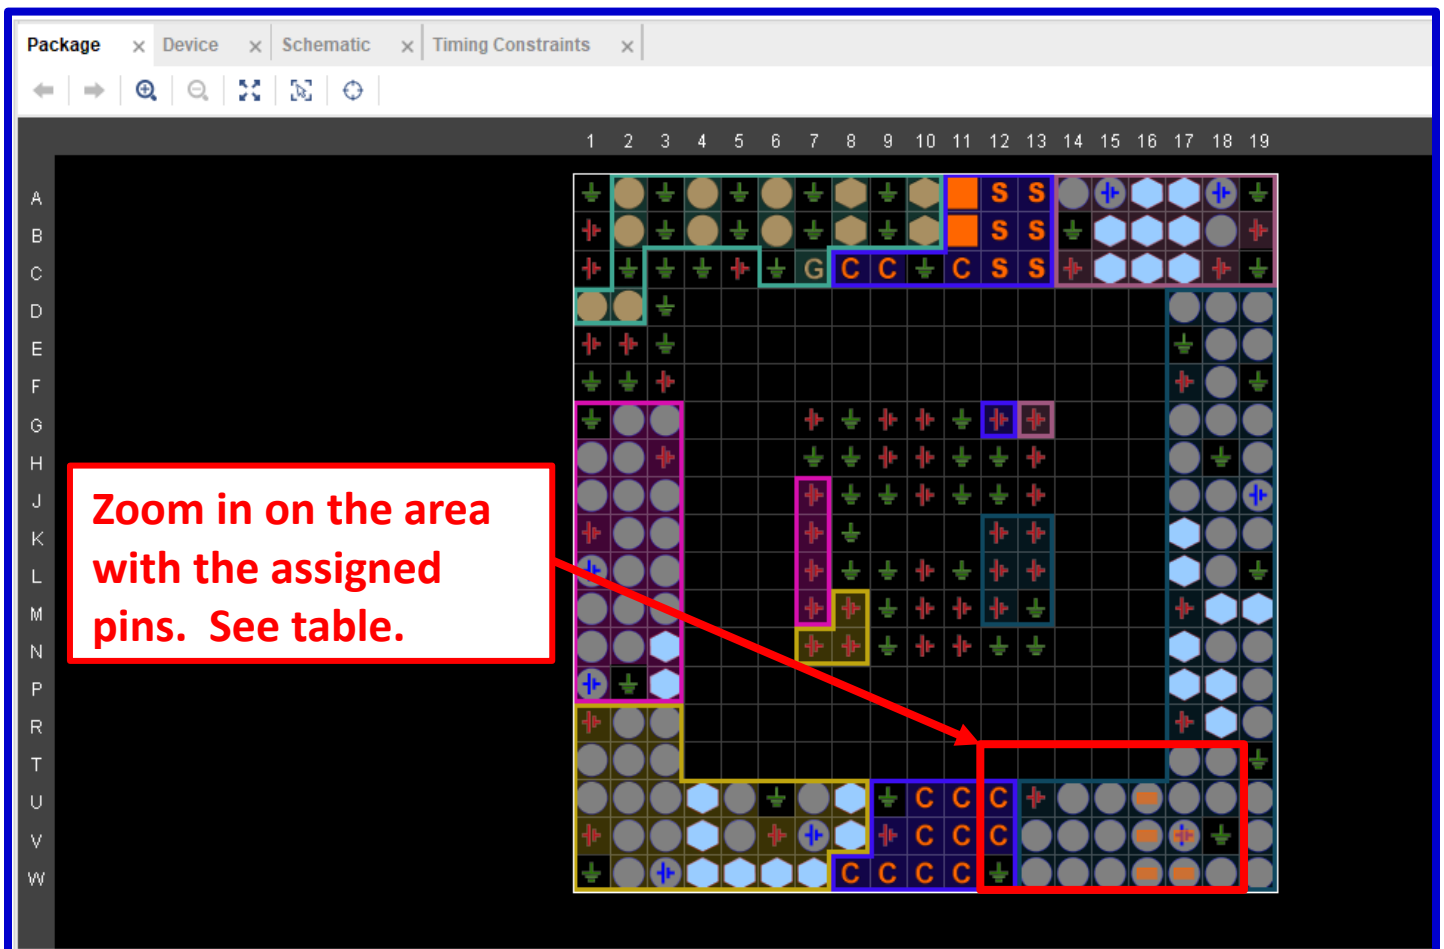 Package × Device × Schematic × Timing Constraints ×
1 2 3 4 5 6 7 8 9 10 11 12 13 14 15 16 17 18 19
A S S
B S S
C G C C C S S
D
E
F
G
H
J
K
L
M
N
P
R
T
U C C C
V C C C
W C C C C
Zoom in on the area
with the assigned
pins. See table.